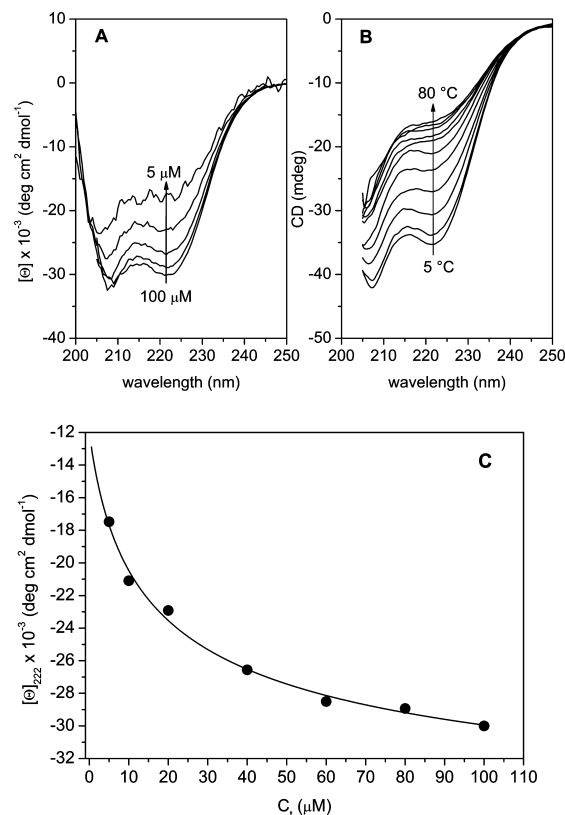 A
10
0
-10
-20
-30
-40
[Θ] x 10⁻³ (deg cm² dmol⁻¹)
5 μM
100 μM
200 210 220 230 240 250
wavelength (nm)
B
0
-10
-20
-30
-40
-50
CD (mdeg)
80 °C
5 °C
200 210 220 230 240 250
wavelength (nm)
C
-12
-14
-16
-18
-20
-22
-24
-26
-28
-30
-32
[Θ]₂₂₂ x 10⁻³ (deg cm² dmol⁻¹)
0 10 20 30 40 50 60 70 80 90 100 110
C (μM)